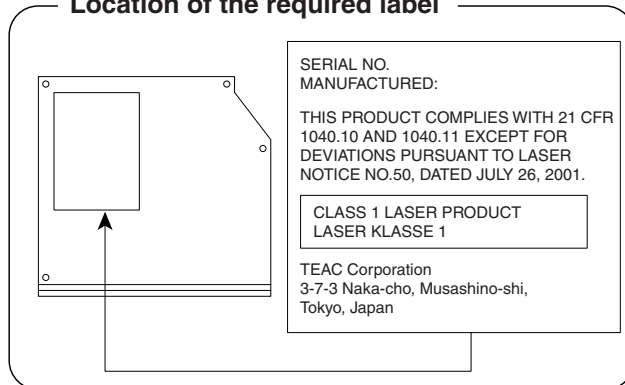 Location of the required label
SERIAL NO.
MANUFACTURED:
THIS PRODUCT COMPLIES WITH 21 CFR
1040.10 AND 1040.11 EXCEPT FOR
DEVIATIONS PURSUANT TO LASER
NOTICE NO.50, DATED JULY 26, 2001.
CLASS 1 LASER PRODUCT
LASER KLASSE 1
TEAC Corporation
3-7-3 Naka-cho, Musashino-shi,
Tokyo, Japan